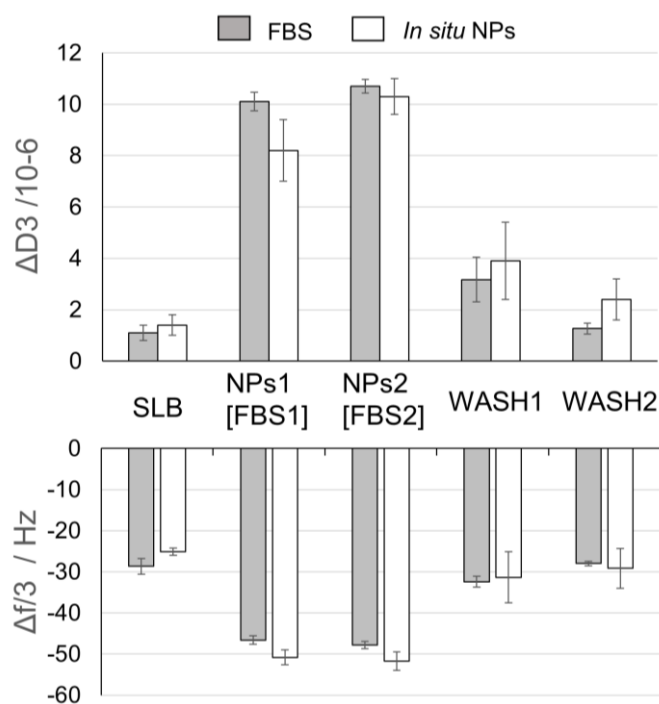 FBS In situ NPs
12
10
8
6
4
2
0
ΔD3 /10-6
SLB
NPs1
[FBS1]
NPs2
[FBS2]
WASH1
WASH2
0
-10
-20
-30
-40
-50
-60
Δf/3 / Hz